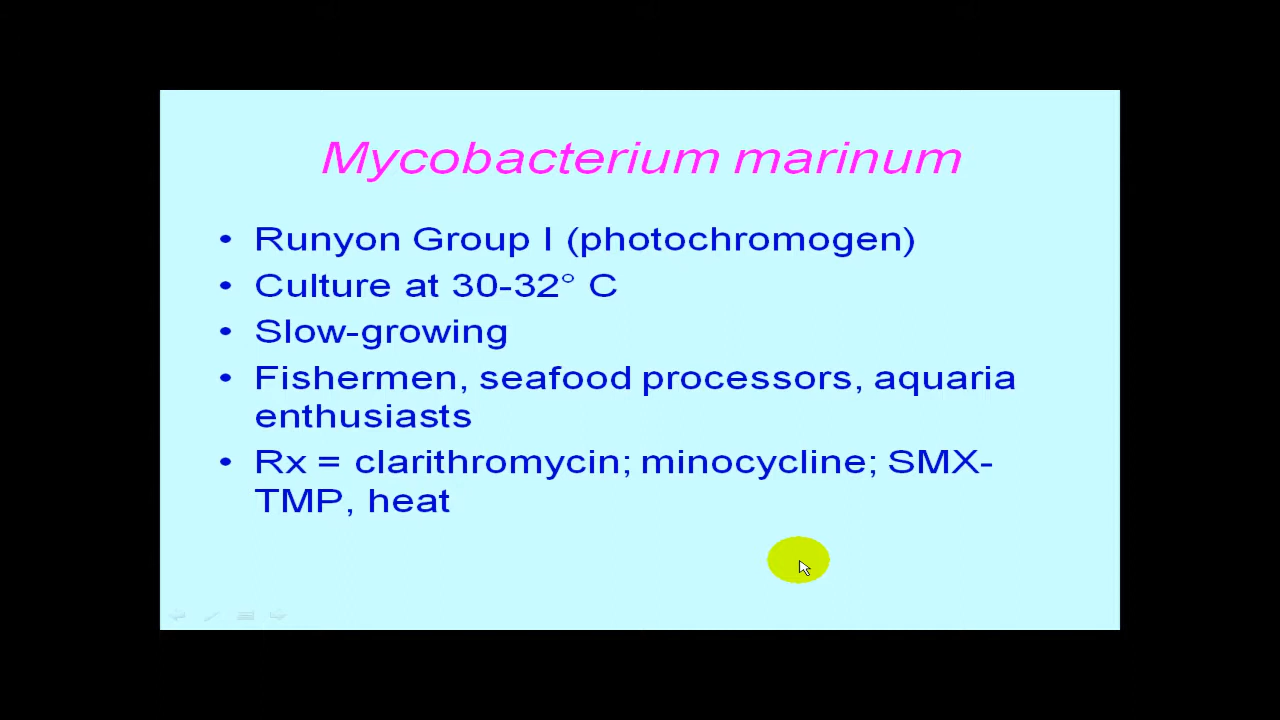 Mycobacterium marinum
• Runyon Group I (photochromogen)
• Culture at 30-32° C
• Slow-growing
• Fishermen, seafood processors, aquaria
enthusiasts
• Rx = clarithromycin; minocycline; SMX-
TMP, heat